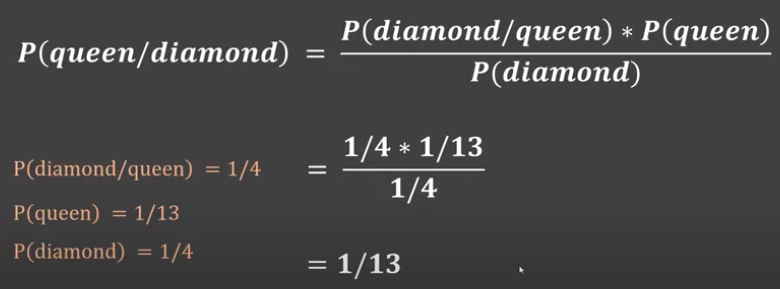 P(queen/diamond) = P(diamond/queen) * P(queen)
P(diamond)
P(diamond/queen) = 1/4
= 1/4 * 1/13
1/4
P(queen) = 1/13
P(diamond) = 1/4
= 1/13